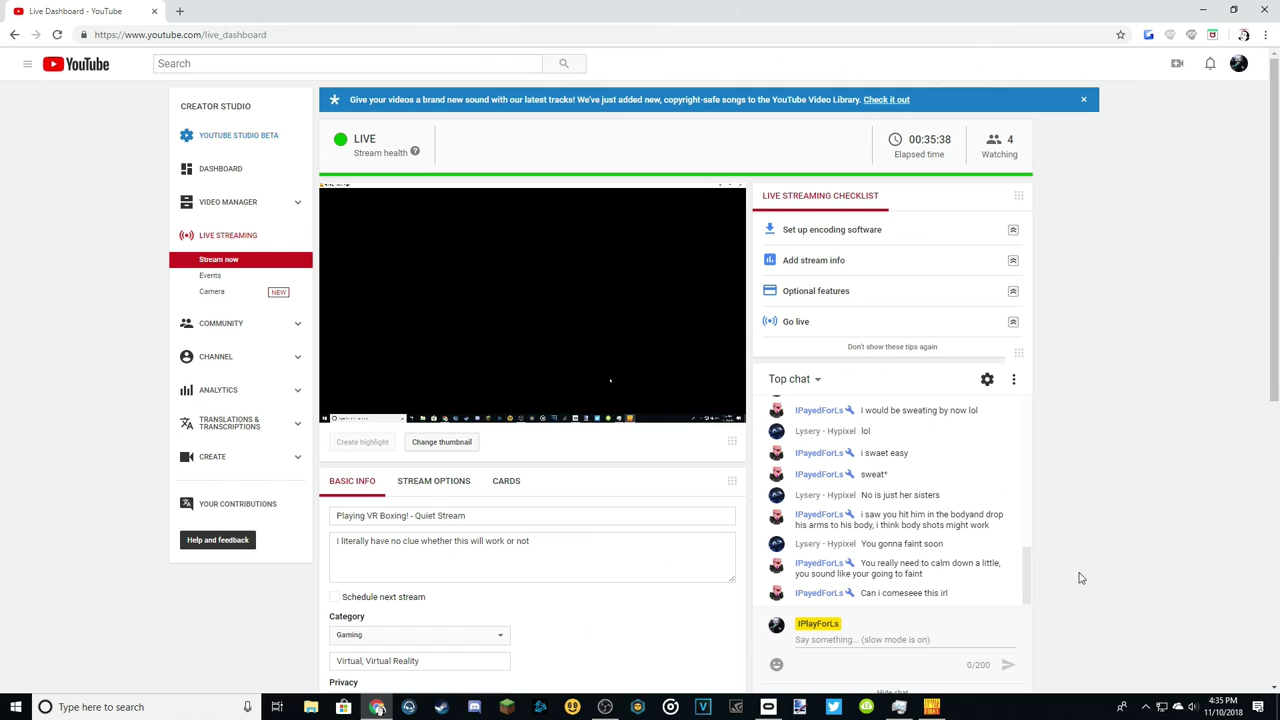 Live Dashboard - YouTube
https://www.youtube.com/live_dashboard
YouTube
Search
CREATOR STUDIO
YOUTUBE STUDIO BETA
DASHBOARD
VIDEO MANAGER
LIVE STREAMING
Stream now
Events
Camera NEW
COMMUNITY
CHANNEL
ANALYTICS
TRANSLATIONS &
TRANSCRIPTIONS
CREATE
YOUR CONTRIBUTIONS
Help and feedback
Give your videos a brand new sound with our latest tracks! We've just added new, copyright-safe songs to the YouTube Video Library. Check it out
LIVE
Stream health
00:35:38
Elapsed time
4
Watching
Create highlight
Change thumbnail
BASIC INFO STREAM OPTIONS CARDS
Playing VR Boxing! - Quiet Stream
I literally have no clue whether this will work or not
Schedule next stream
Category
Gaming
Virtual, Virtual Reality
Privacy
LIVE STREAMING CHECKLIST
Set up encoding software
Add stream info
Optional features
Go live
Don't show these tips again
Top chat
IPayedForLs I would be sweating by now lol
Lysery - Hypixel lol
IPayedForLs i swaet easy
IPayedForLs sweat*
Lysery - Hypixel No is just her sisters
IPayedForLs i saw you hit him in the bodyand drop
his arms to his body, i think body shots might work
Lysery - Hypixel You gonna faint soon
IPayedForLs You really need to calm down a little,
you sound like your going to faint
IPayedForLs Can i comeseee this irl
IPlayForLs
Say something... (slow mode is on)
0/200
Hide chat
Type here to search
4:35 PM
11/10/2018